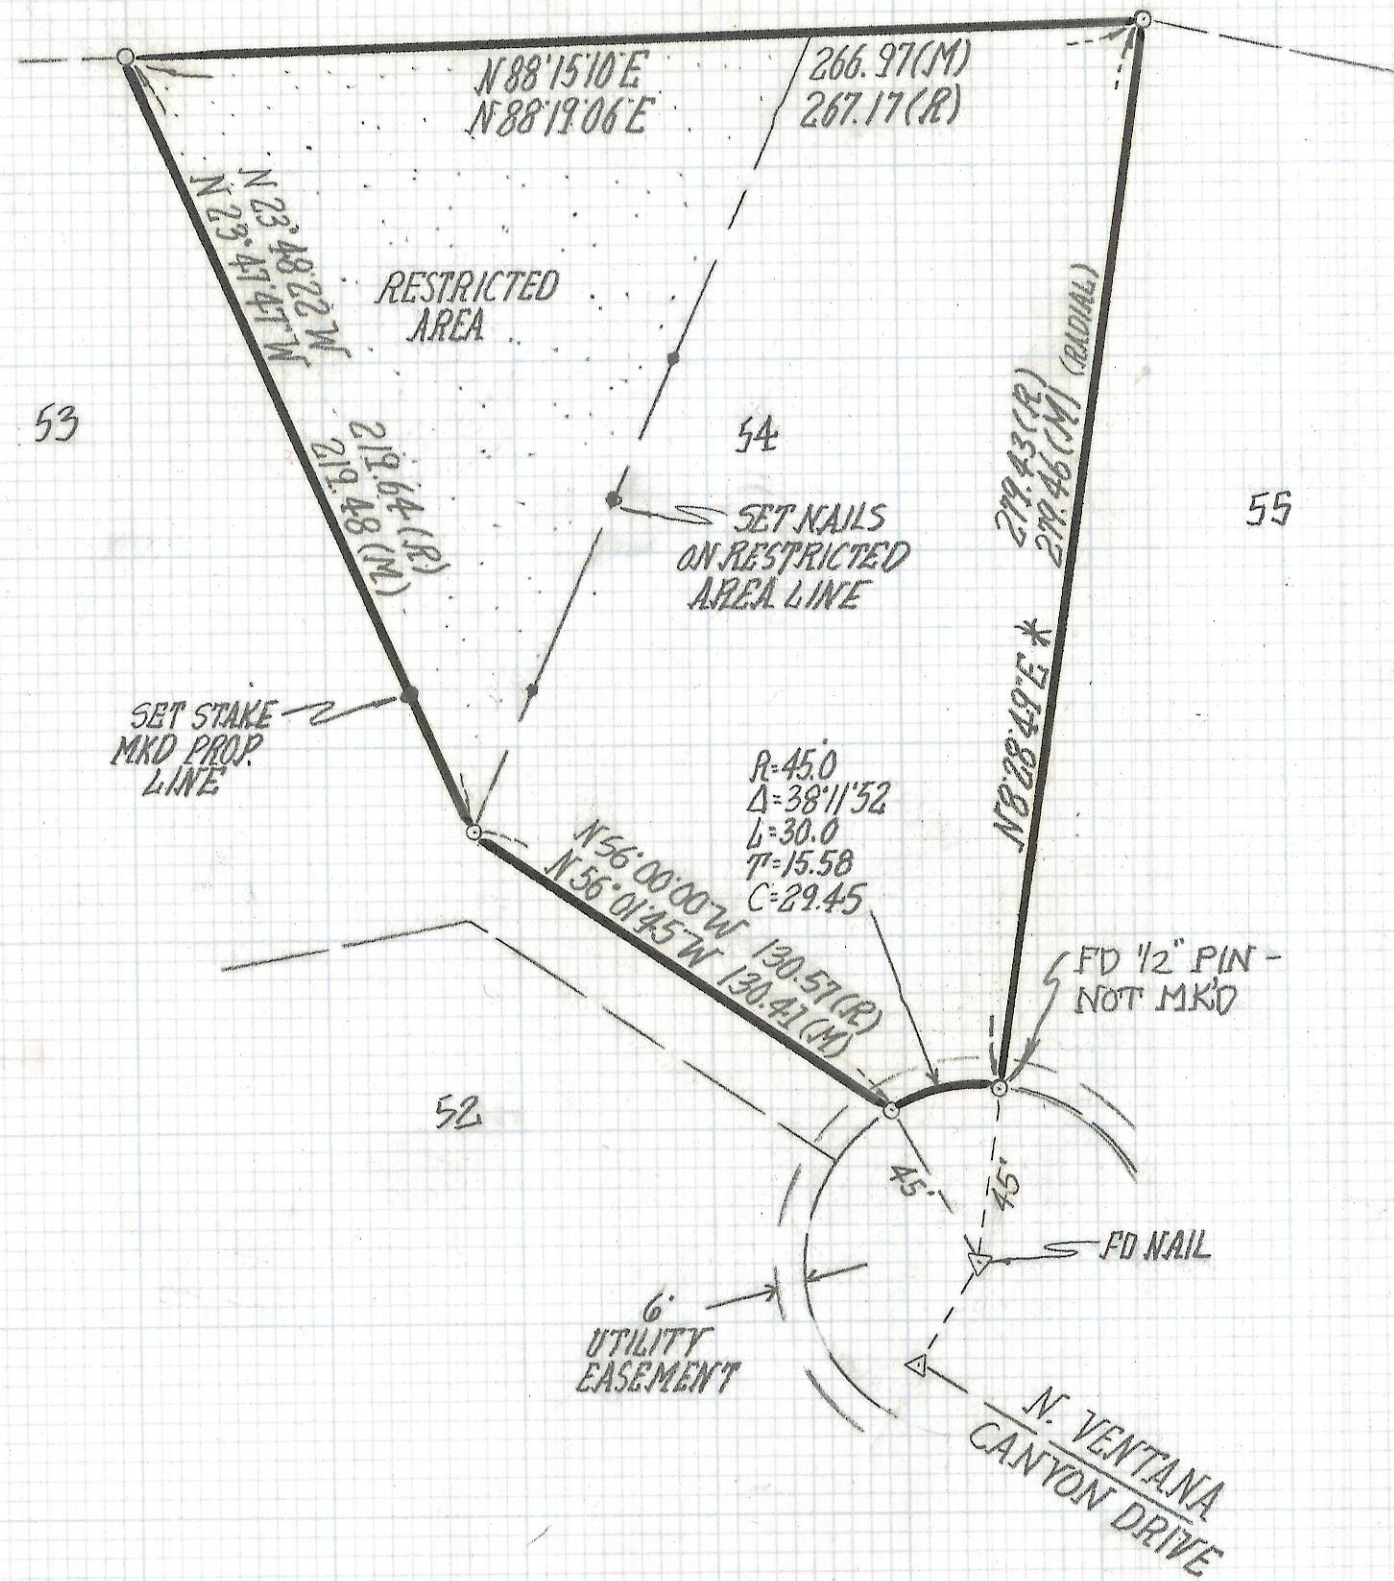 N88°15'10"E 266.97(M)
N88°19'06"E 267.17(R)
N 23°48'22"W
N 23°47'47"W
RESTRICTED
AREA
(RADIAL)
279.43(R)
279.46(M)
53
54
55
219.64(R)
219.48(M)
SET NAILS
ON RESTRICTED
AREA LINE
N8°28'49"E *
SET STAKE
MKD PROP.
LINE
R=45.0'
Δ=38°11'52
L=30.0
T=15.58
C=29.45
N56°00'00"W 130.57(R)
N56°01'45"W 130.41(M)
FD 1/2" PIN -
NOT MK'D
52
45'
45'
FD NAIL
6'
UTILITY
EASEMENT
N. VENTANA
CANYON DRIVE